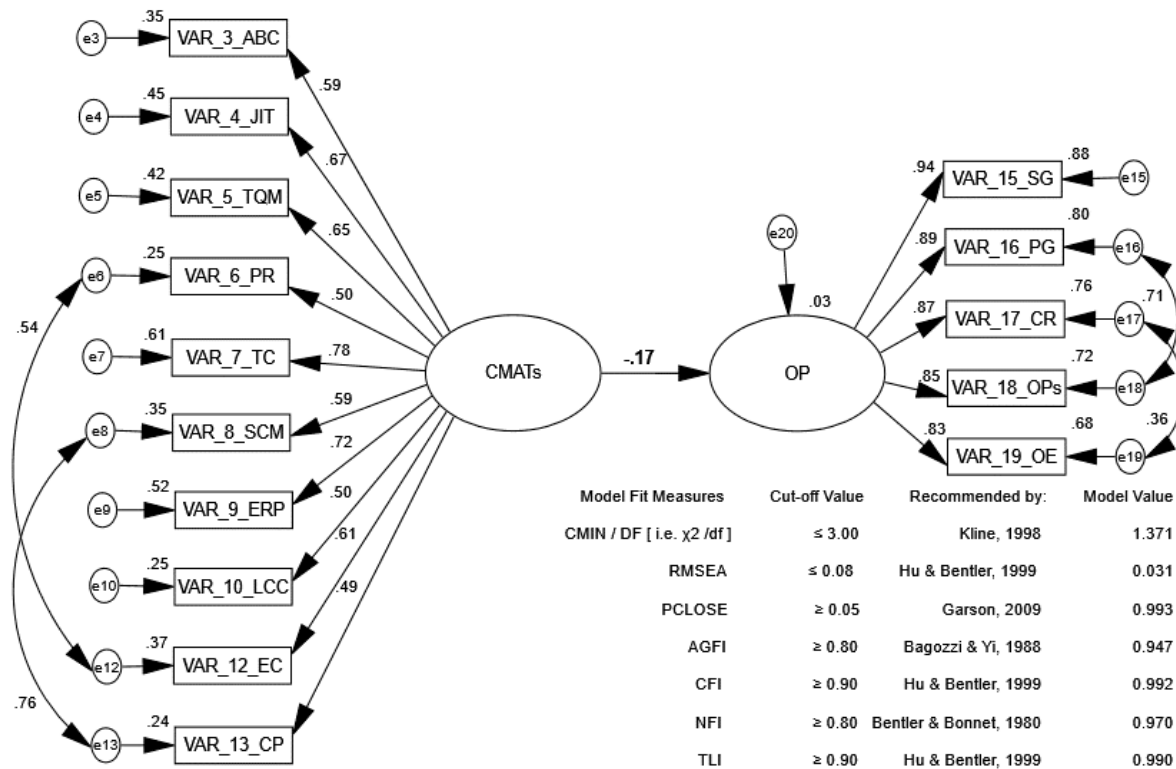 .35
e3
VAR_3_ABC
.59
.45
e4
VAR_4_JIT
.67
.42
e5
VAR_5_TQM
.65
.25
e6
VAR_6_PR
.50
.54
.61
e7
VAR_7_TC
.78
.35
e8
VAR_8_SCM
.59
.72
.52
e9
VAR_9_ERP
.50
.61
.25
e10
VAR_10_LCC
.49
.37
e12
VAR_12_EC
.76
.24
e13
VAR_13_CP
CMATs
-.17
e20
.03
OP
.94
.88
VAR_15_SG
e15
.89
.80
VAR_16_PG
e16
.87
.76
VAR_17_CR
e17
.71
.85
.72
VAR_18_OPs
e18
.83
.68
.36
VAR_19_OE
e19
Model Fit Measures Cut-off Value Recommended by: Model Value
CMIN / DF [ i.e. χ2 /df ] ≤ 3.00 Kline, 1998 1.371
RMSEA ≤ 0.08 Hu & Bentler, 1999 0.031
PCLOSE ≥ 0.05 Garson, 2009 0.993
AGFI ≥ 0.80 Bagozzi & Yi, 1988 0.947
CFI ≥ 0.90 Hu & Bentler, 1999 0.992
NFI ≥ 0.80 Bentler & Bonnet, 1980 0.970
TLI ≥ 0.90 Hu & Bentler, 1999 0.990